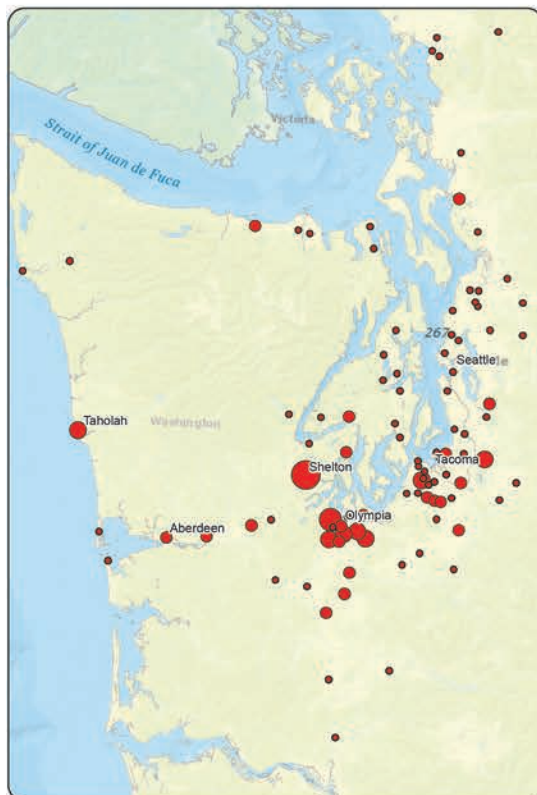 Victoria
Strait of Juan de Fuca
267
Seattle
Taholah
Washington
Tacoma
Shelton
Olympia
Aberdeen